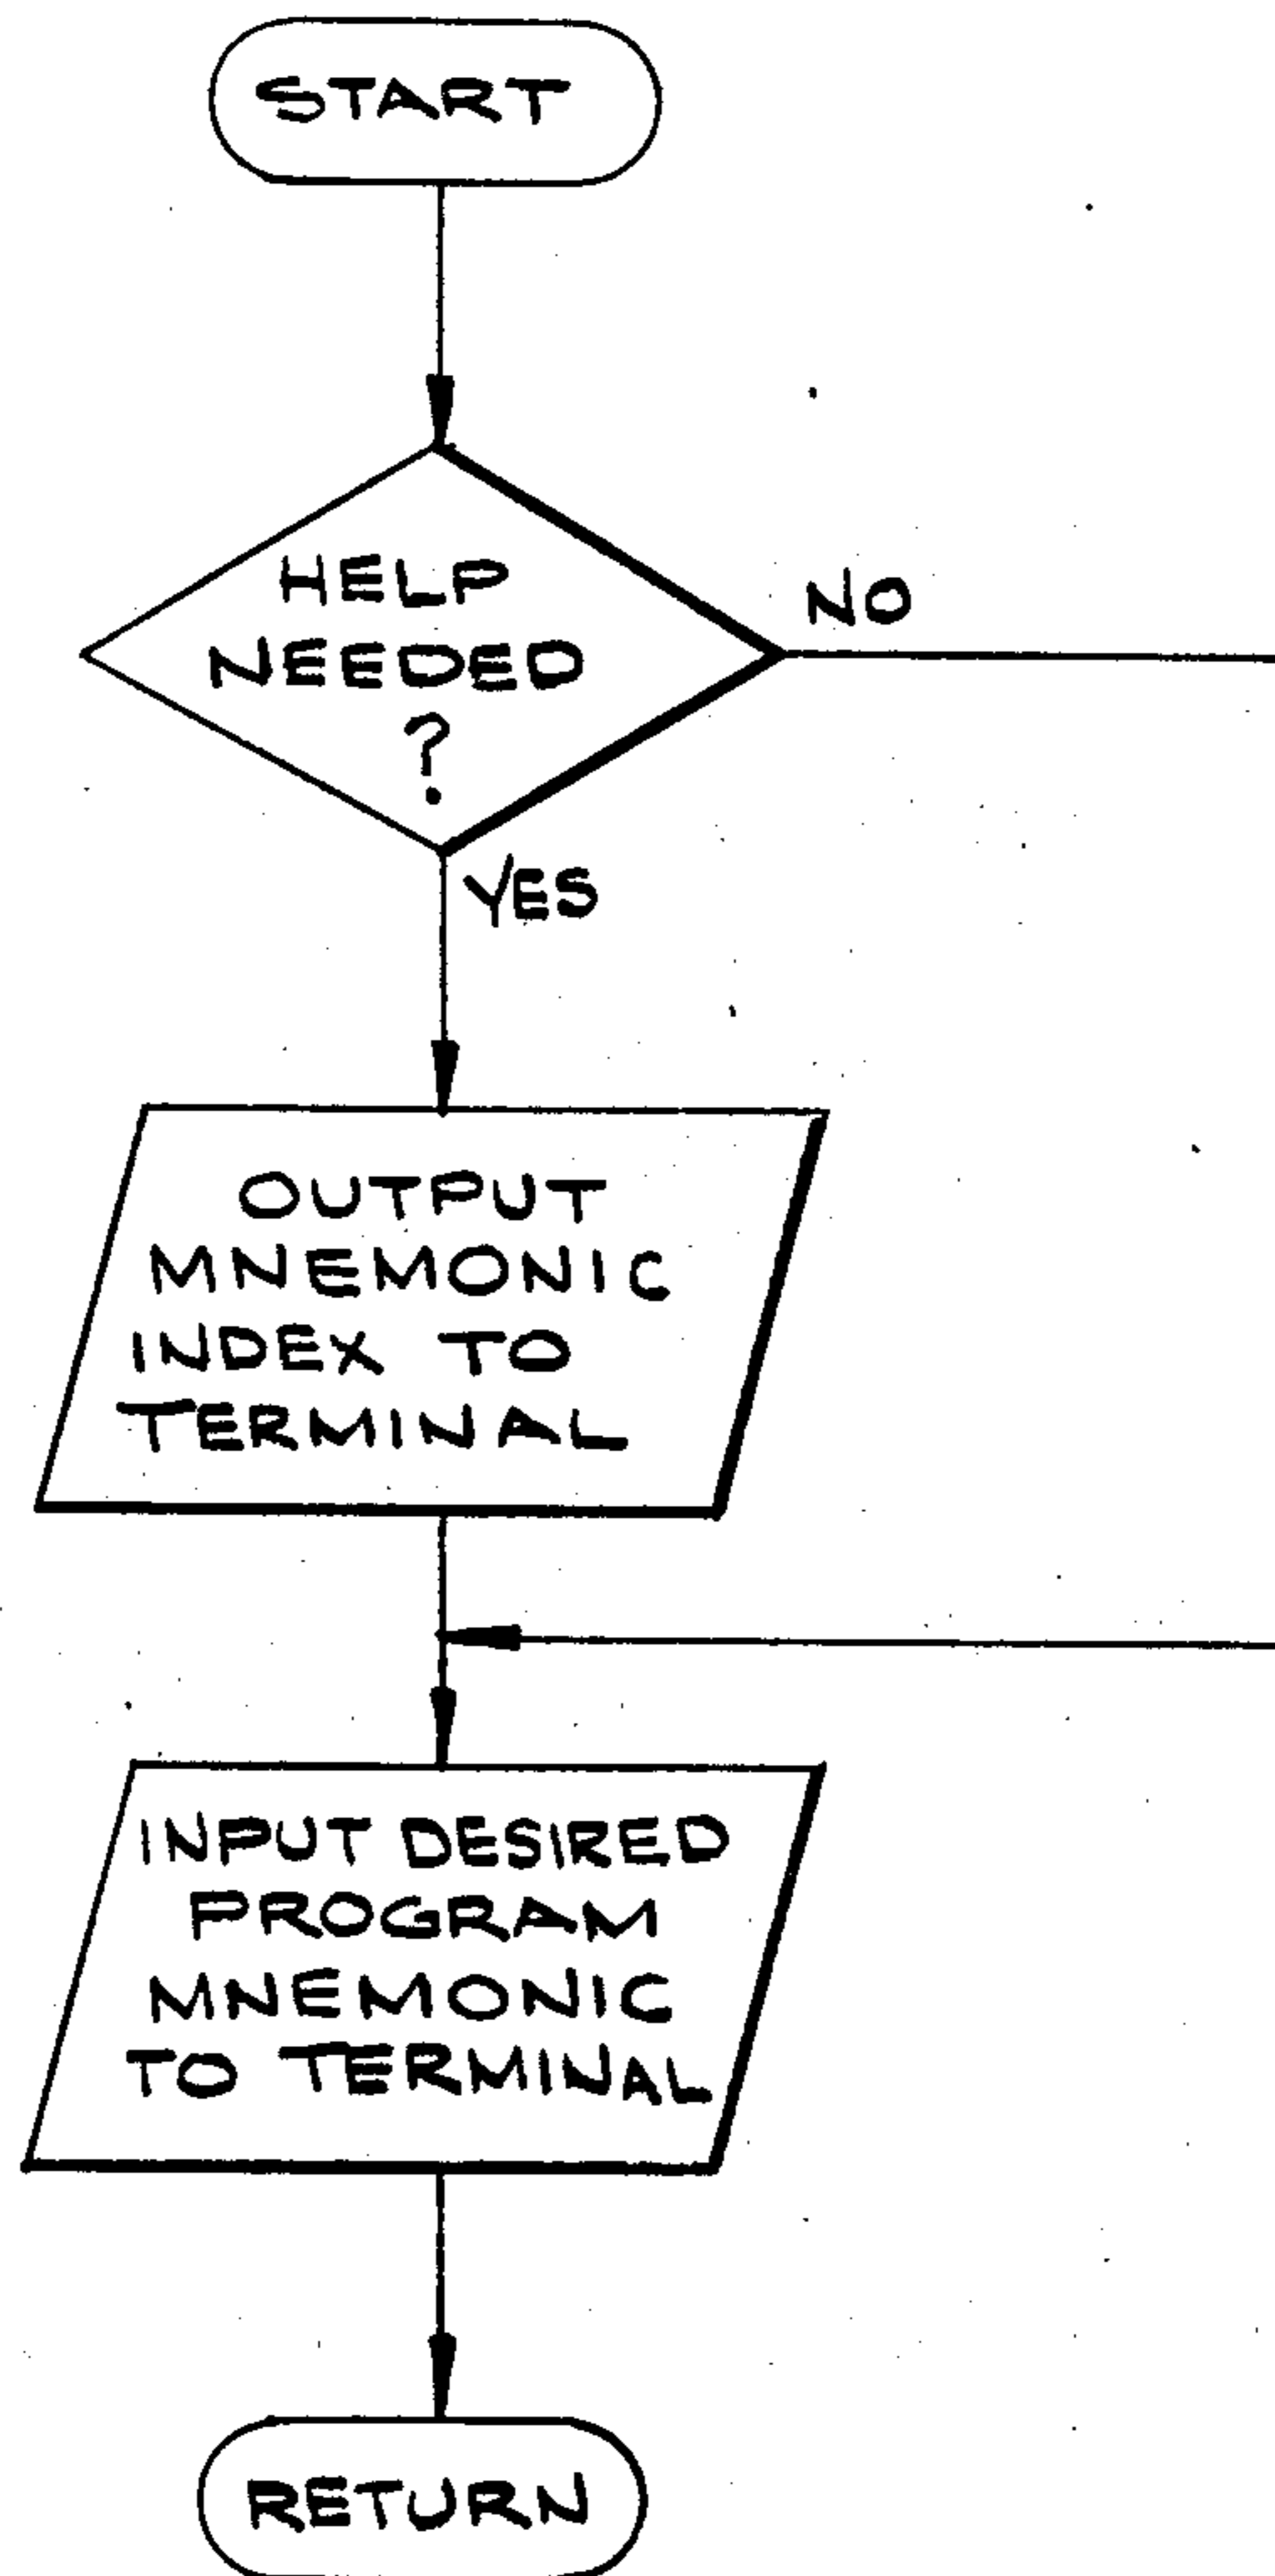 START
HELP
NEEDED
?
NO
YES
OUTPUT
MNEMONIC
INDEX TO
TERMINAL
INPUT DESIRED
PROGRAM
MNEMONIC
TO TERMINAL
RETURN